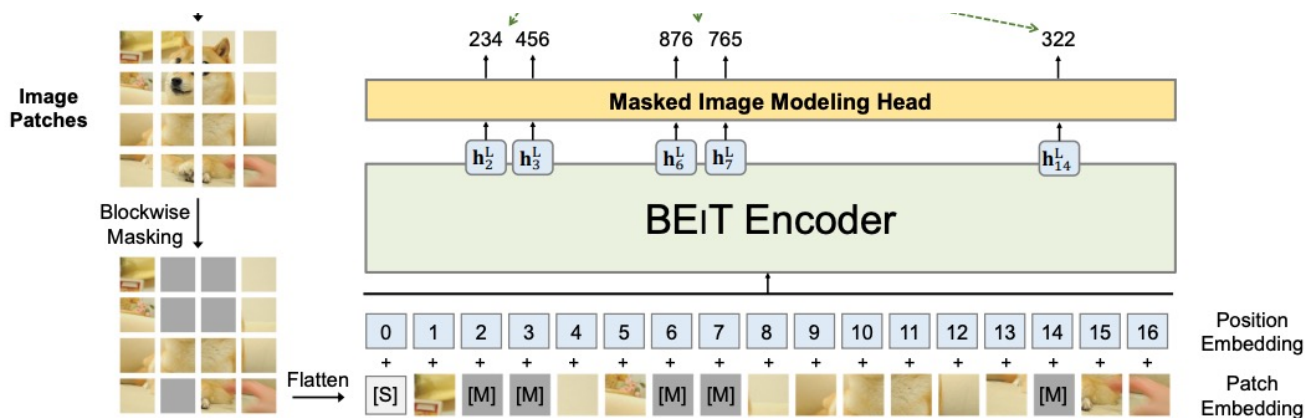 234 456 876 765 322
Image
Patches
Masked Image Modeling Head
h₂ᴸ h₃ᴸ h₆ᴸ h₇ᴸ h₁₄ᴸ
BEIT Encoder
Blockwise
Masking
0 1 2 3 4 5 6 7 8 9 10 11 12 13 14 15 16
Position
Embedding
+ + + + + + + + + + + + + + + + +
Flatten
[S] [M] [M] [M] [M] [M]
Patch
Embedding